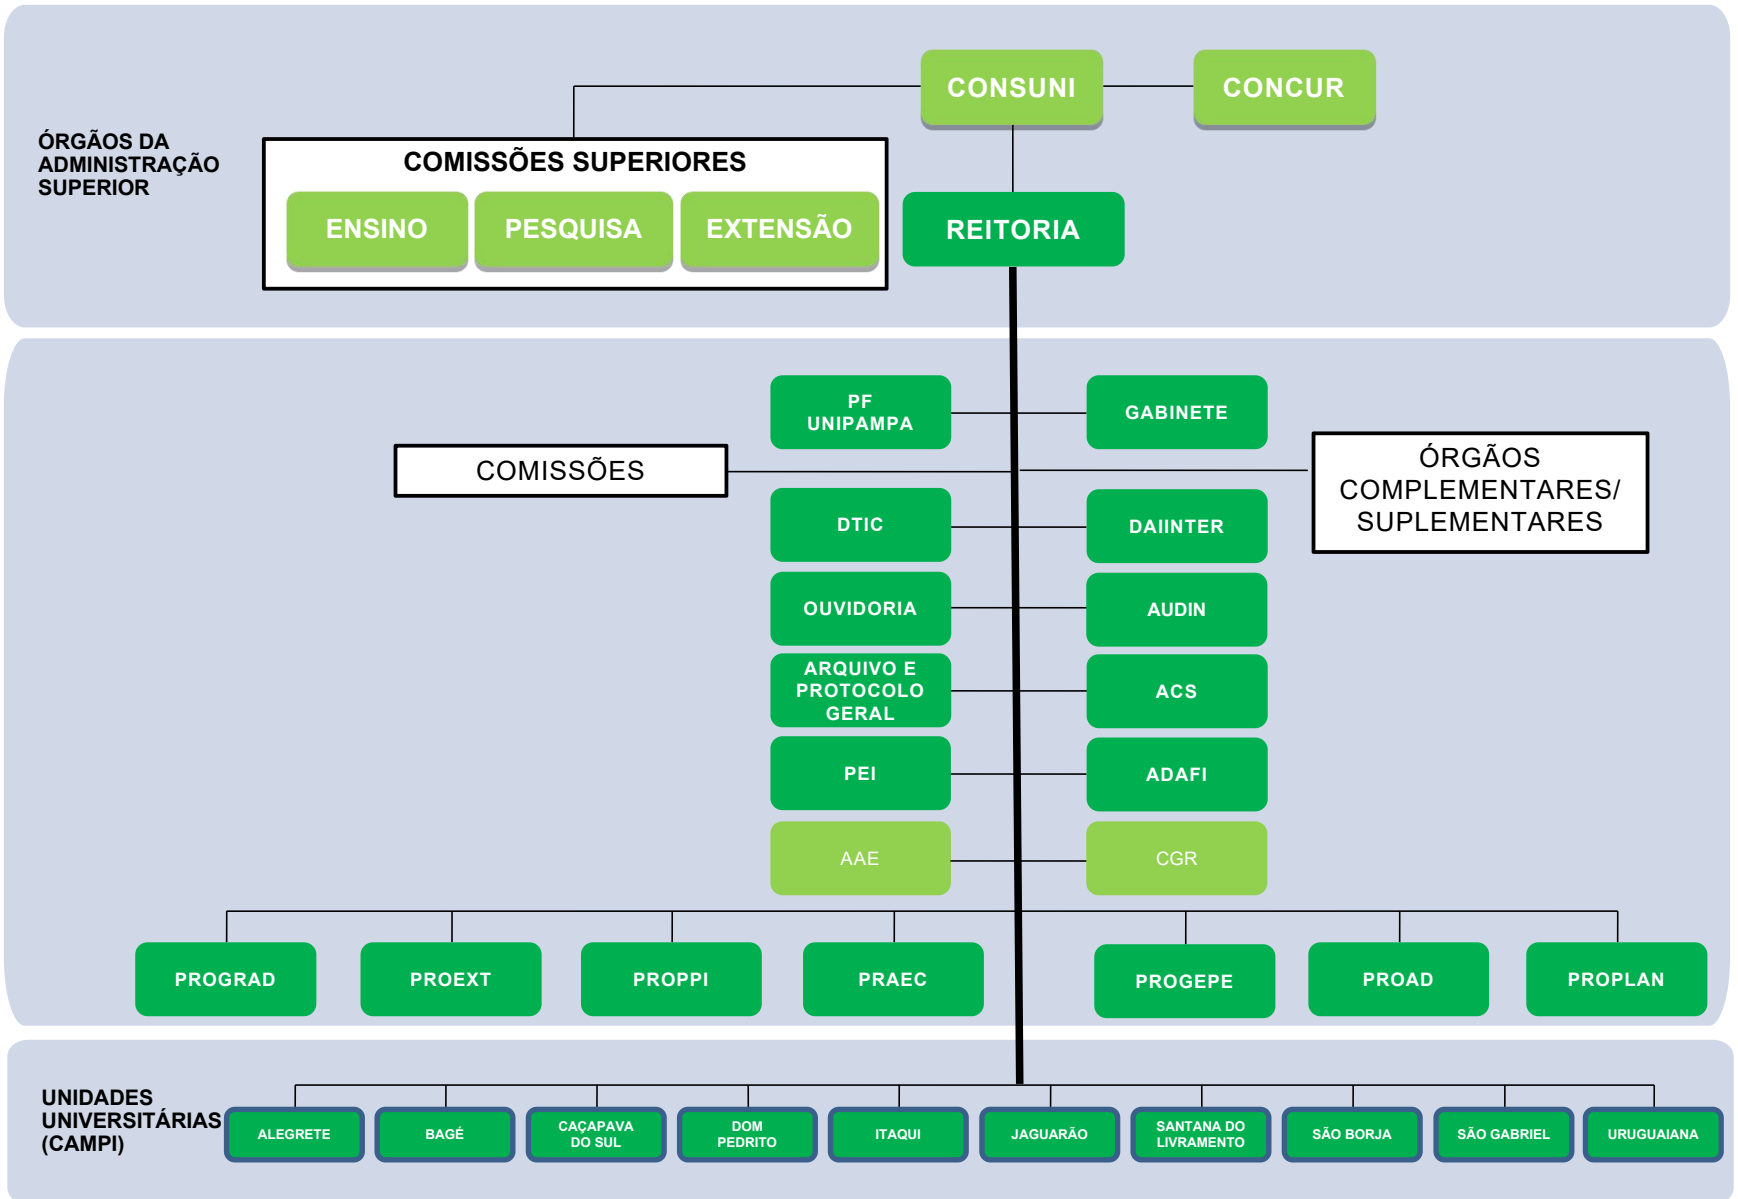 CONSUNI
CONCUR
ÓRGÃOS DA
ADMINISTRAÇÃO
SUPERIOR
COMISSÕES SUPERIORES
ENSINO
PESQUISA
EXTENSÃO
REITORIA
PF
UNIPAMPA
GABINETE
COMISSÕES
ÓRGÃOS
COMPLEMENTARES/
SUPLEMENTARES
DTIC
DAIINTER
OUVIDORIA
AUDIN
ARQUIVO E
PROTOCOLO
GERAL
ACS
PEI
ADAFI
AAE
CGR
PROGRAD
PROEXT
PROPPI
PRAEC
PROGEPE
PROAD
PROPLAN
UNIDADES
UNIVERSITÁRIAS
(CAMPI)
ALEGRETE
BAGÉ
CAÇAPAVA
DO SUL
DOM
PEDRITO
ITAQUI
JAGUARÃO
SANTANA DO
LIVRAMENTO
SÃO BORJA
SÃO GABRIEL
URUGUAIANA